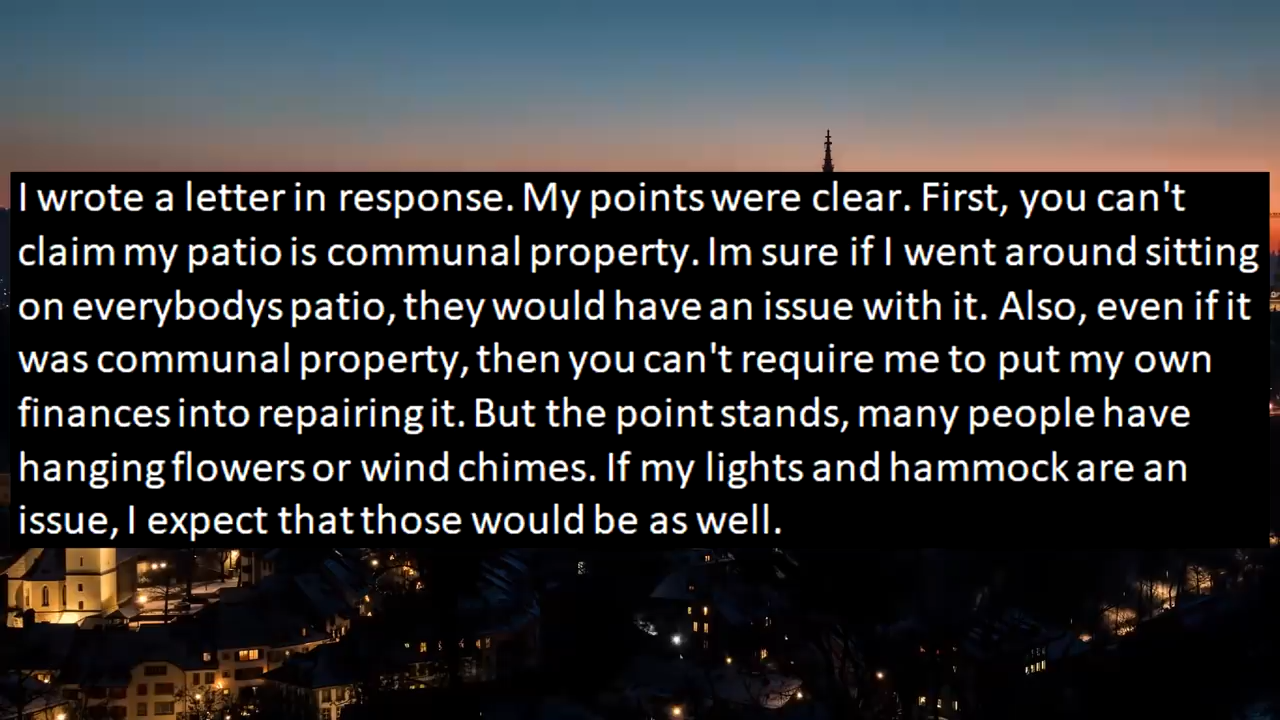 I wrote a letter in response. My points were clear. First, you can't
claim my patio is communal property. Im sure if I went around sitting
on everybodys patio, they would have an issue with it. Also, even if it
was communal property, then you can't require me to put my own
finances into repairing it. But the point stands, many people have
hanging flowers or wind chimes. If my lights and hammock are an
issue, I expect that those would be as well.